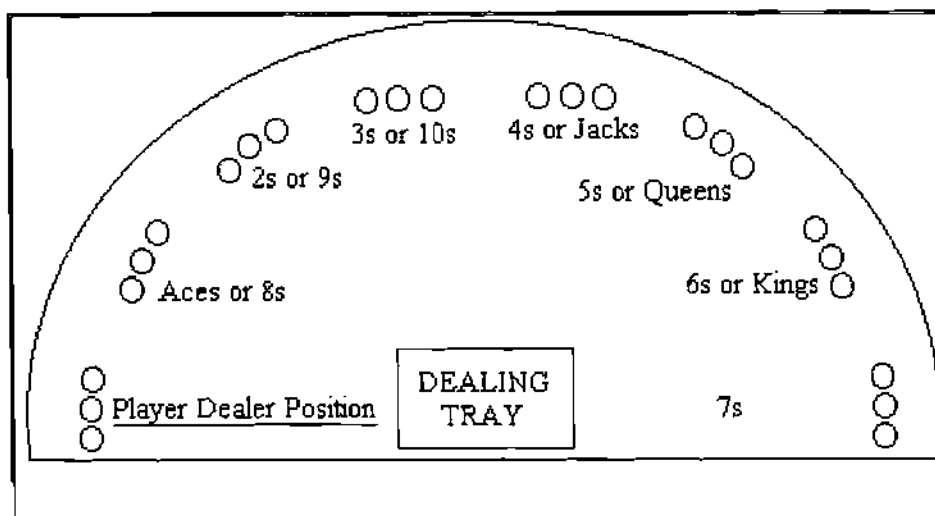 3s or 10s
4s or Jacks
2s or 9s
5s or Queens
Aces or 8s
6s or Kings
Player Dealer Position
DEALING
TRAY
7s